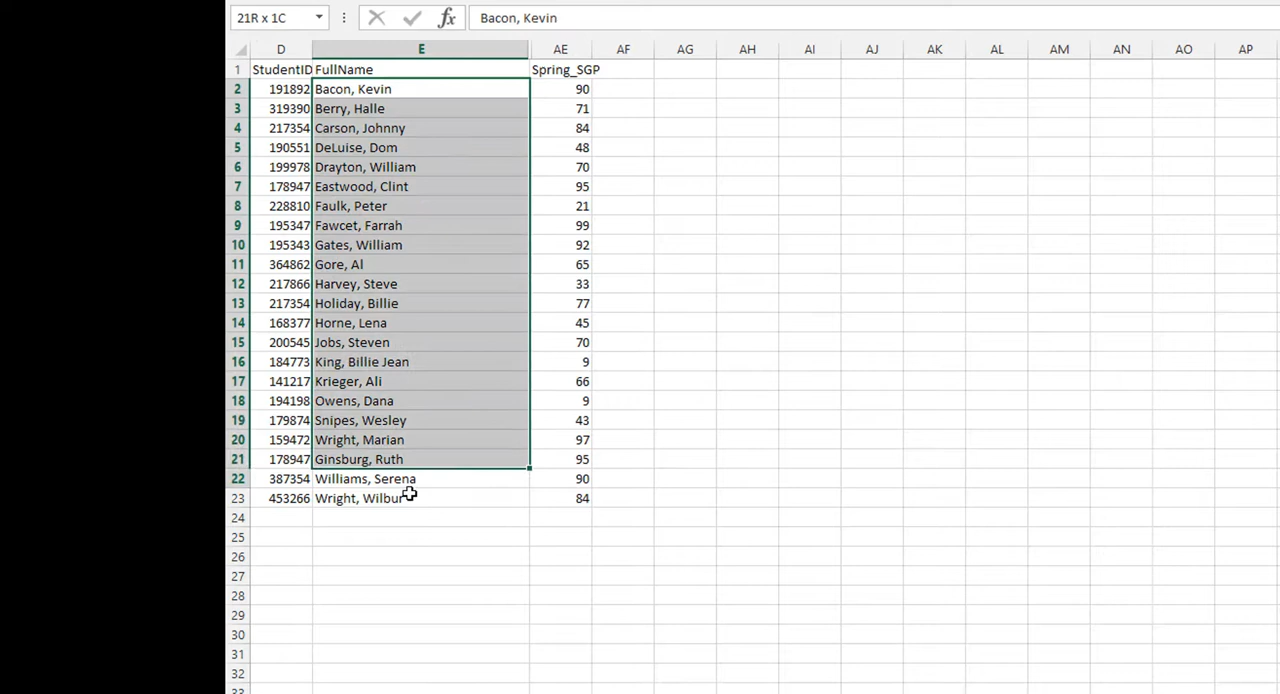 21R x 1C fx Bacon, Kevin
D E AE AF AG AH AI AJ AK AL AM AN AO AP
1 StudentID FullName Spring_SGP
2 191892 Bacon, Kevin 90
3 319390 Berry, Halle 71
4 217354 Carson, Johnny 84
5 190551 DeLuise, Dom 48
6 199978 Drayton, William 70
7 178947 Eastwood, Clint 95
8 228810 Faulk, Peter 21
9 195347 Fawcet, Farrah 99
10 195343 Gates, William 92
11 364862 Gore, Al 65
12 217866 Harvey, Steve 33
13 217354 Holiday, Billie 77
14 168377 Horne, Lena 45
15 200545 Jobs, Steven 70
16 184773 King, Billie Jean 9
17 141217 Krieger, Ali 66
18 194198 Owens, Dana 9
19 179874 Snipes, Wesley 43
20 159472 Wright, Marian 97
21 178947 Ginsburg, Ruth 95
22 387354 Williams, Serena 90
23 453266 Wright, Wilbur 84
24
25
26
27
28
29
30
31
32
33